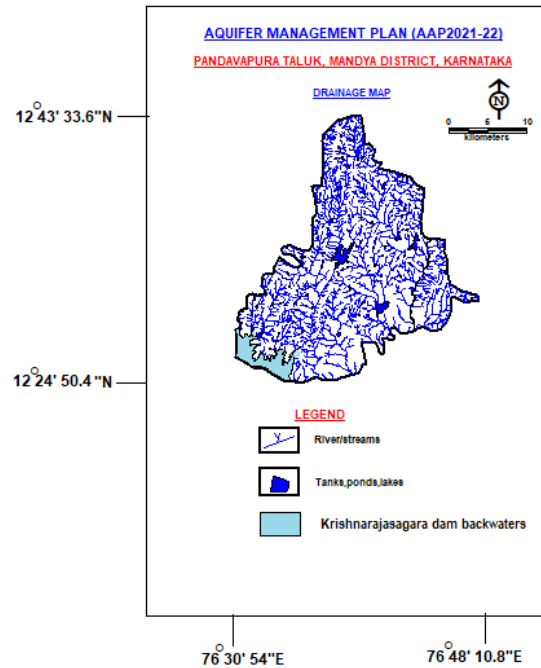 AQUIFER MANAGEMENT PLAN (AAP2021-22)
PANDAVAPURA TALUK, MANDYA DISTRICT, KARNATAKA
DRAINAGE MAP
N
0 5 10
kilometers
12° 43' 33.6"N
12° 24' 50.4 "N
LEGEND
River/streams
Tanks,ponds,lakes
Krishnarajasagara dam backwaters
76° 30' 54"E
76° 48' 10.8"E